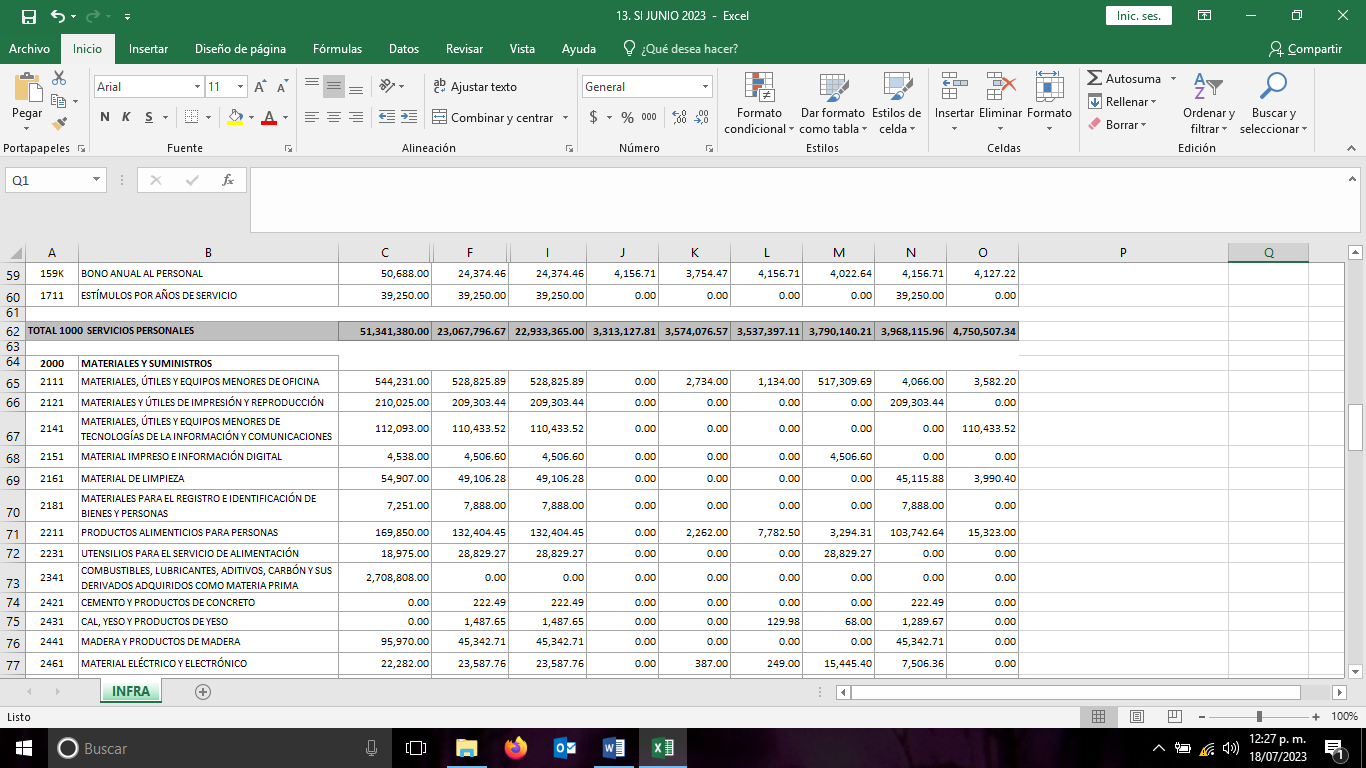 13. SI JUNIO 2023 - Excel
Inic. ses.
Archivo Inicio Insertar Diseño de página Fórmulas Datos Revisar Vista Ayuda ¿Qué desea hacer? Compartir
Pegar
Arial 11
N K S
ab Ajustar texto
Combinar y centrar
General
$ % 000
Formato condicional
Dar formato como tabla
Estilos de celda
Insertar Eliminar Formato
Autosuma
Rellenar
Borrar
Ordenar y filtrar
Buscar y seleccionar
Portapapeles Fuente Alineación Número Estilos Celdas Edición
Q1 fx
A B C F I J K L M N O P Q
59 159K BONO ANUAL AL PERSONAL 50,688.00 24,374.46 24,374.46 4,156.71 3,754.47 4,156.71 4,022.64 4,156.71 4,127.22
60 1711 ESTÍMULOS POR AÑOS DE SERVICIO 39,250.00 39,250.00 39,250.00 0.00 0.00 0.00 0.00 39,250.00 0.00
61
62 TOTAL 1000 SERVICIOS PERSONALES 51,341,380.00 23,067,796.67 22,933,365.00 3,313,127.81 3,574,076.57 3,537,397.11 3,790,140.21 3,968,115.96 4,750,507.34
63
64 2000 MATERIALES Y SUMINISTROS
65 2111 MATERIALES, ÚTILES Y EQUIPOS MENORES DE OFICINA 544,231.00 528,825.89 528,825.89 0.00 2,734.00 1,134.00 517,309.69 4,066.00 3,582.20
66 2121 MATERIALES Y ÚTILES DE IMPRESIÓN Y REPRODUCCIÓN 210,025.00 209,303.44 209,303.44 0.00 0.00 0.00 0.00 209,303.44 0.00
67 2141 MATERIALES, ÚTILES Y EQUIPOS MENORES DE
TECNOLOGÍAS DE LA INFORMACIÓN Y COMUNICACIONES 112,093.00 110,433.52 110,433.52 0.00 0.00 0.00 0.00 0.00 110,433.52
68 2151 MATERIAL IMPRESO E INFORMACIÓN DIGITAL 4,538.00 4,506.60 4,506.60 0.00 0.00 0.00 4,506.60 0.00 0.00
69 2161 MATERIAL DE LIMPIEZA 54,907.00 49,106.28 49,106.28 0.00 0.00 0.00 0.00 45,115.88 3,990.40
70 2181 MATERIALES PARA EL REGISTRO E IDENTIFICACIÓN DE
BIENES Y PERSONAS 7,251.00 7,888.00 7,888.00 0.00 0.00 0.00 0.00 7,888.00 0.00
71 2211 PRODUCTOS ALIMENTICIOS PARA PERSONAS 169,850.00 132,404.45 132,404.45 0.00 2,262.00 7,782.50 3,294.31 103,742.64 15,323.00
72 2231 UTENSILIOS PARA EL SERVICIO DE ALIMENTACIÓN 18,975.00 28,829.27 28,829.27 0.00 0.00 0.00 28,829.27 0.00 0.00
73 2341 COMBUSTIBLES, LUBRICANTES, ADITIVOS, CARBÓN Y SUS
DERIVADOS ADQUIRIDOS COMO MATERIA PRIMA 2,708,808.00 0.00 0.00 0.00 0.00 0.00 0.00 0.00 0.00
74 2421 CEMENTO Y PRODUCTOS DE CONCRETO 0.00 222.49 222.49 0.00 0.00 0.00 0.00 222.49 0.00
75 2431 CAL, YESO Y PRODUCTOS DE YESO 0.00 1,487.65 1,487.65 0.00 0.00 129.98 68.00 1,289.67 0.00
76 2441 MADERA Y PRODUCTOS DE MADERA 95,970.00 45,342.71 45,342.71 0.00 0.00 0.00 0.00 45,342.71 0.00
77 2461 MATERIAL ELÉCTRICO Y ELECTRÓNICO 22,282.00 23,587.76 23,587.76 0.00 387.00 249.00 15,445.40 7,506.36 0.00
INFRA
Listo 100%
Buscar
12:27 p. m.
18/07/2023
1